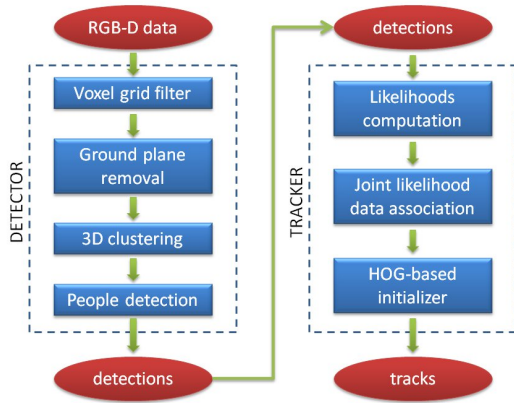 RGB-D data
DETECTOR
Voxel grid filter
Ground plane
removal
3D clustering
People detection
detections
detections
TRACKER
Likelihoods
computation
Joint likelihood
data association
HOG-based
initializer
tracks